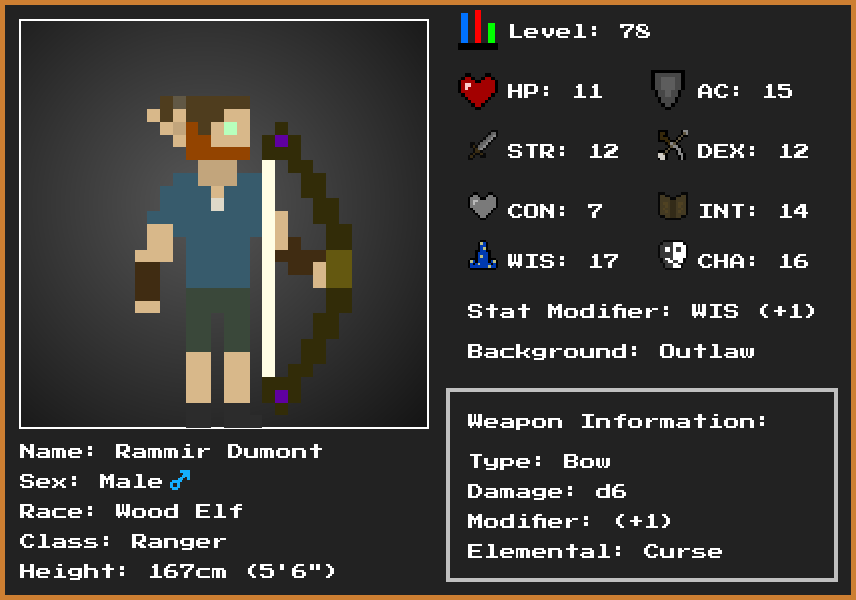 Level: 78
HP: 11 AC: 15
STR: 12 DEX: 12
CON: 7 INT: 14
WIS: 17 CHA: 16
Stat Modifier: WIS (+1)
Background: Outlaw
Weapon Information:
Type: Bow
Damage: d6
Modifier: (+1)
Elemental: Curse
Name: Rammir Dumont
Sex: Male ♂
Race: Wood Elf
Class: Ranger
Height: 167cm (5'6")